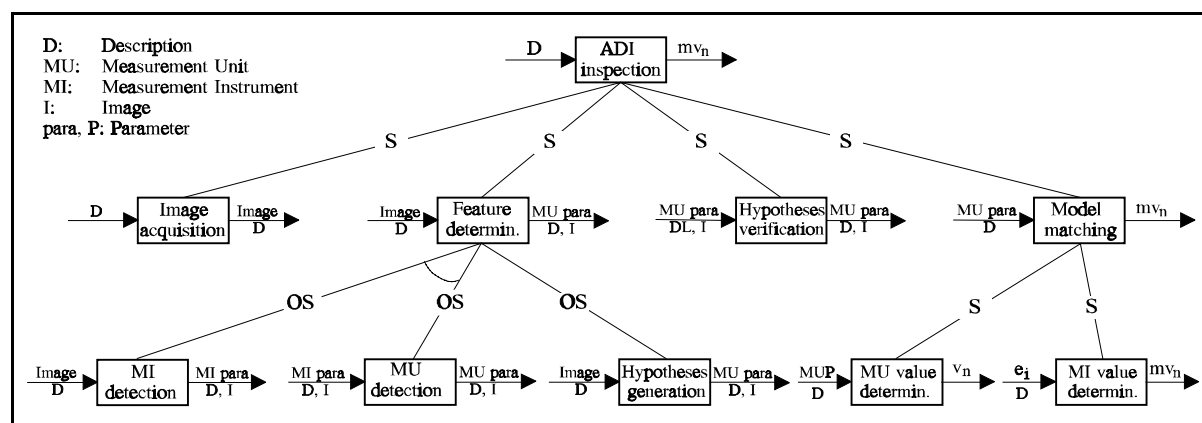 D: Description
MU: Measurement Unit
MI: Measurement Instrument
I: Image
para, P: Parameter
D
ADI
inspection
mvn
S
S
S
S
D
Image
acquisition
Image
D
Image
D
Feature
determin.
MU para
D, I
MU para
DL, I
Hypotheses
verification
MU para
D, I
MU para
D
Model
matching
mvn
OS
OS
OS
S
S
Image
D
MI
detection
MI para
D, I
MI para
D, I
MU
detection
MU para
D, I
Image
D
Hypotheses
generation
MU para
D, I
MUP
D
MU value
determin.
vn
ei
D
MI value
determin.
mvn